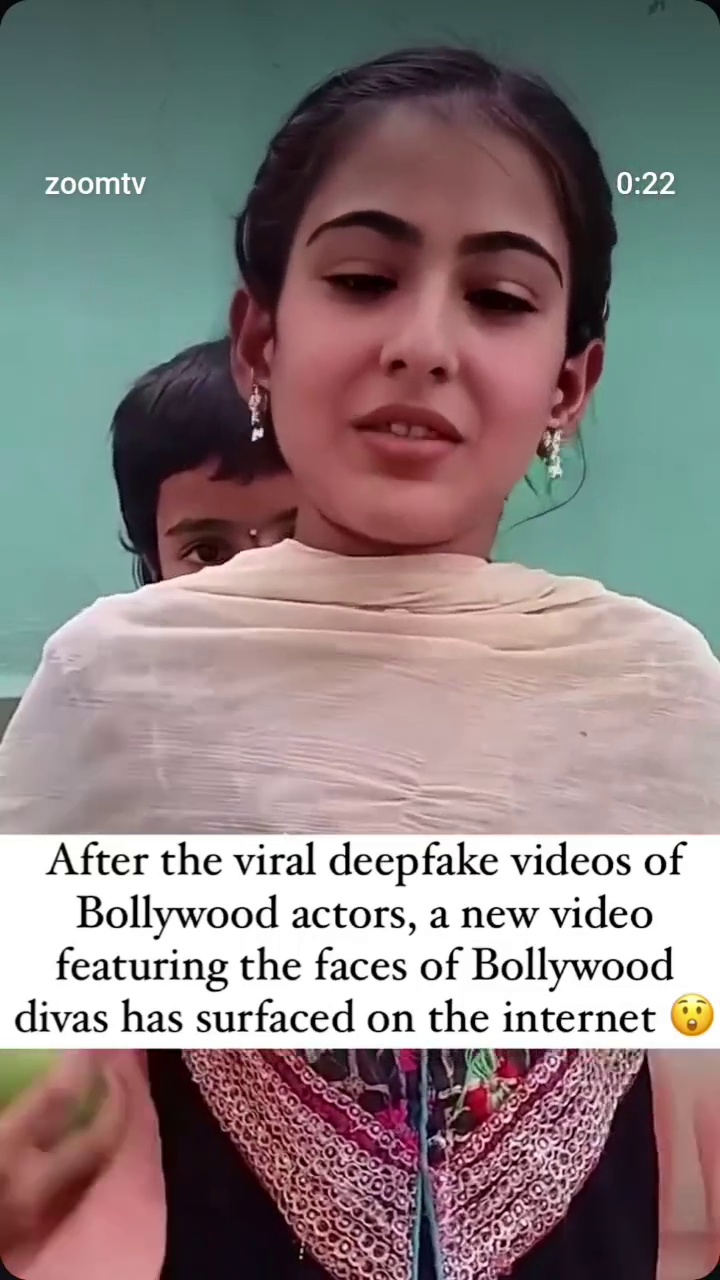 zoomtv
0:22
After the viral deepfake videos of
Bollywood actors, a new video
featuring the faces of Bollywood
divas has surfaced on the internet 😲